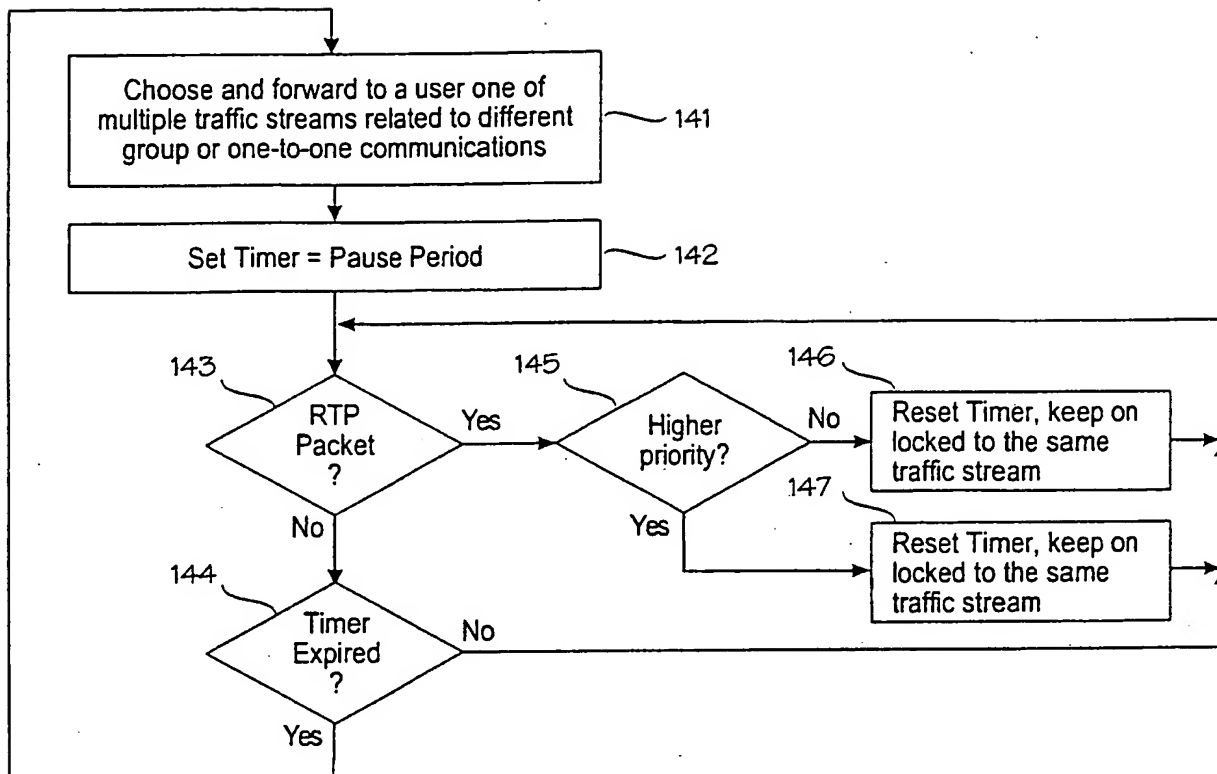 Choose and forward to a user one of
multiple traffic streams related to different
group or one-to-one communications
141
Set Timer = Pause Period
142
143
RTP
Packet
?
Yes
No
145
Higher
priority?
No
Yes
146
Reset Timer, keep on
locked to the same
traffic stream
147
Reset Timer, keep on
locked to the same
traffic stream
144
Timer
Expired
?
No
Yes